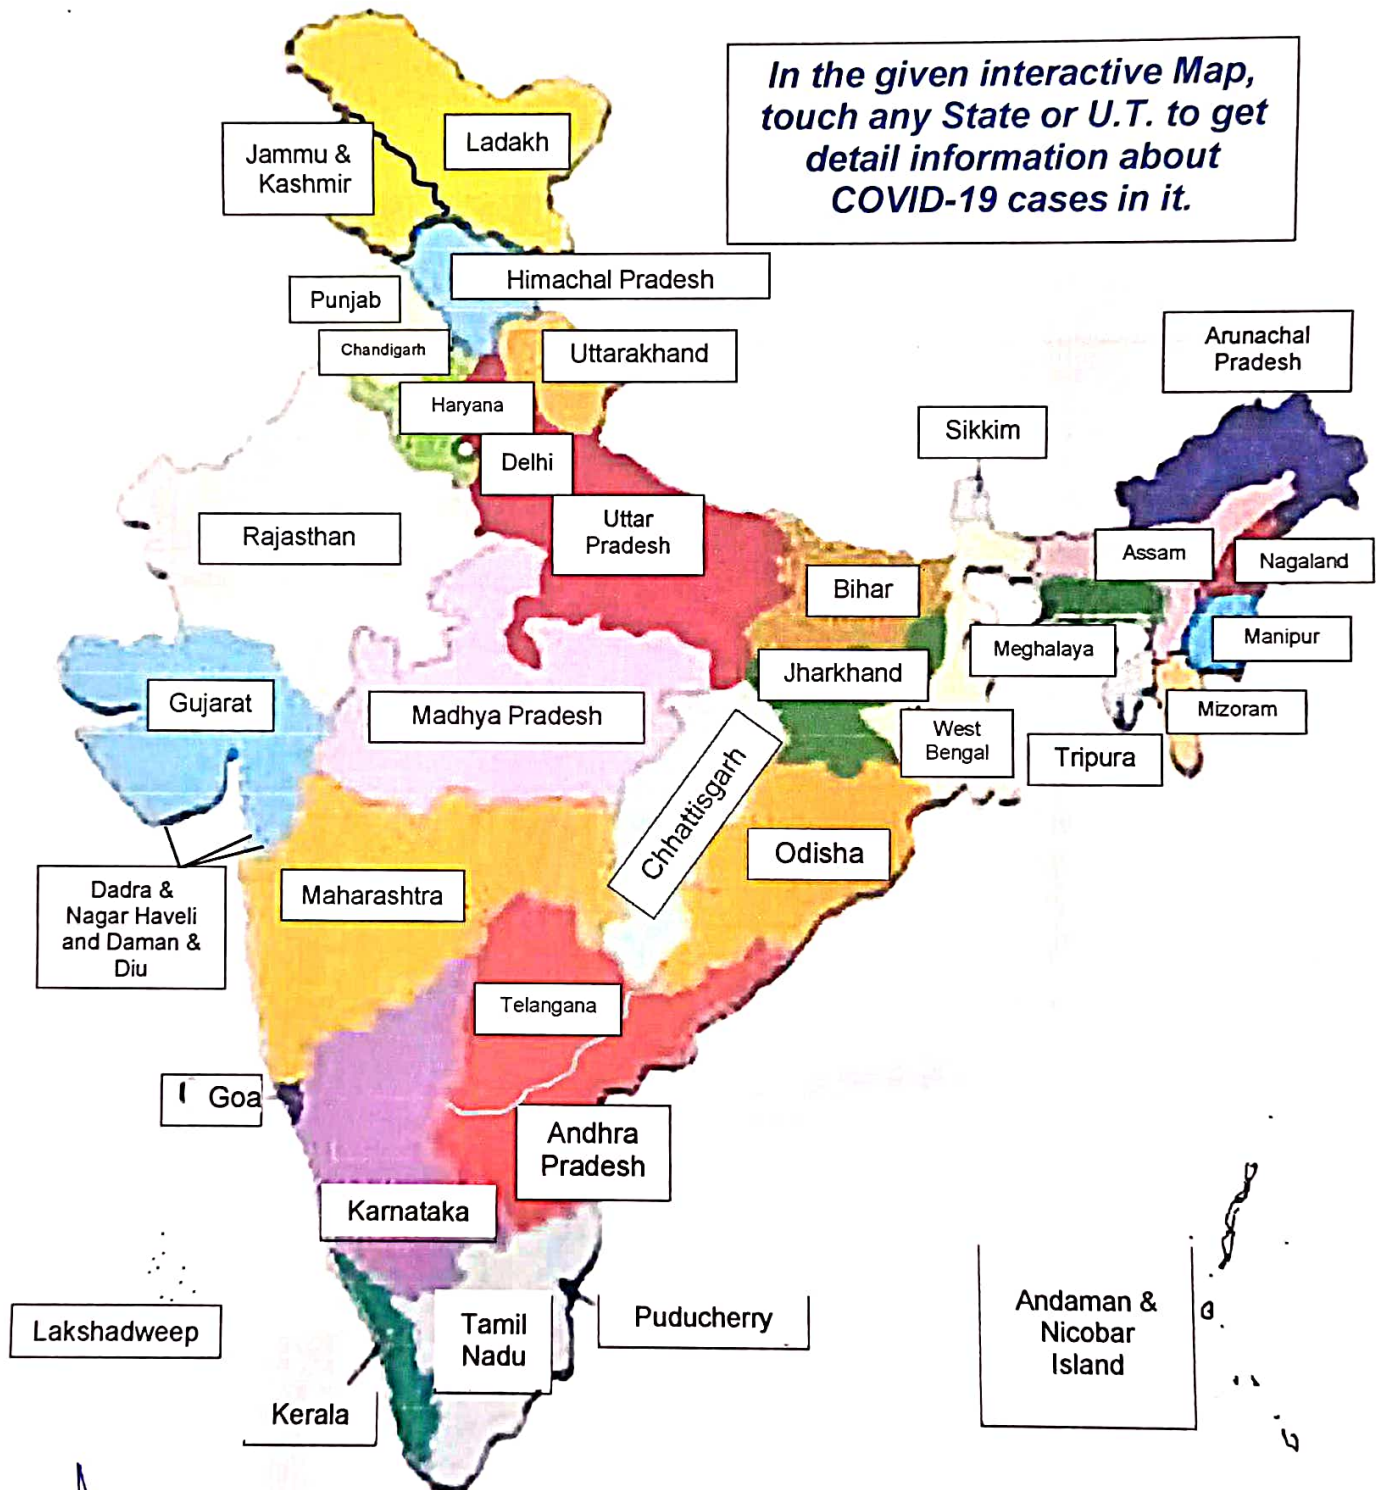 In the given interactive Map,
touch any State or U.T. to get
detail information about
COVID-19 cases in it.
Ladakh
Jammu &
Kashmir
Himachal Pradesh
Punjab
Chandigarh
Uttarakhand
Arunachal
Pradesh
Haryana
Sikkim
Delhi
Rajasthan
Uttar
Pradesh
Assam
Nagaland
Bihar
Meghalaya
Manipur
Jharkhand
Gujarat
Madhya Pradesh
Mizoram
West
Bengal
Tripura
Chhattisgarh
Odisha
Dadra &
Nagar Haveli
and Daman &
Diu
Maharashtra
Telangana
Goa
Andhra
Pradesh
Karnataka
Lakshadweep
Tamil
Nadu
Puducherry
Andaman &
Nicobar
Island
Kerala